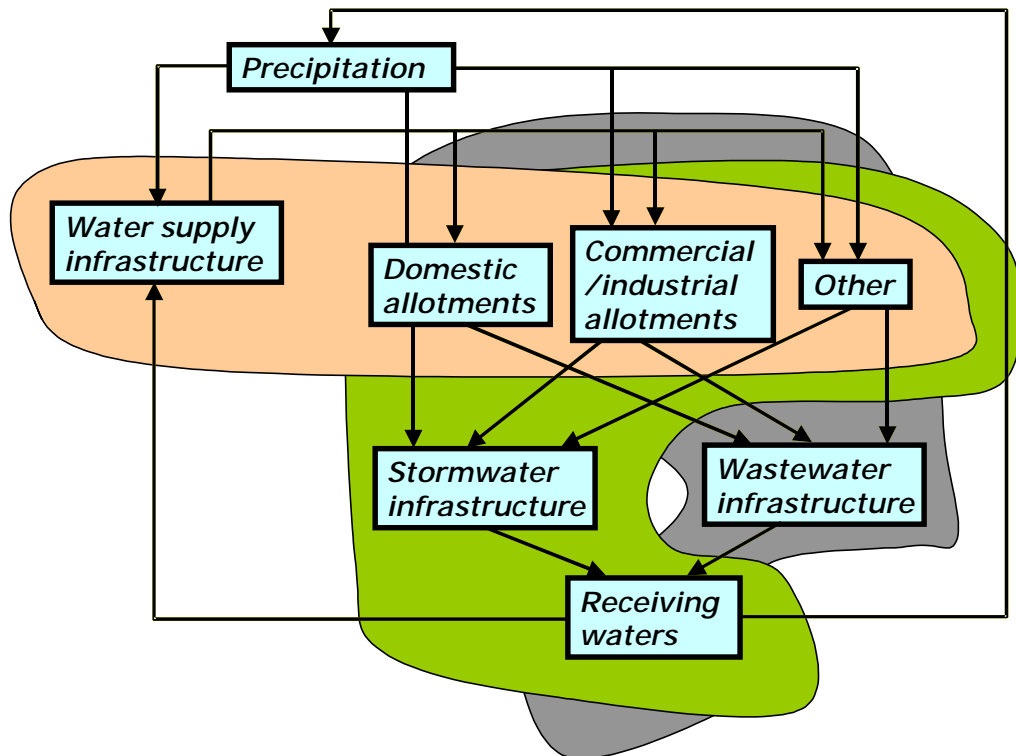 Precipitation
Water supply
infrastructure
Domestic
allotments
Commercial
/industrial
allotments
Other
Stormwater
infrastructure
Wastewater
infrastructure
Receiving
waters